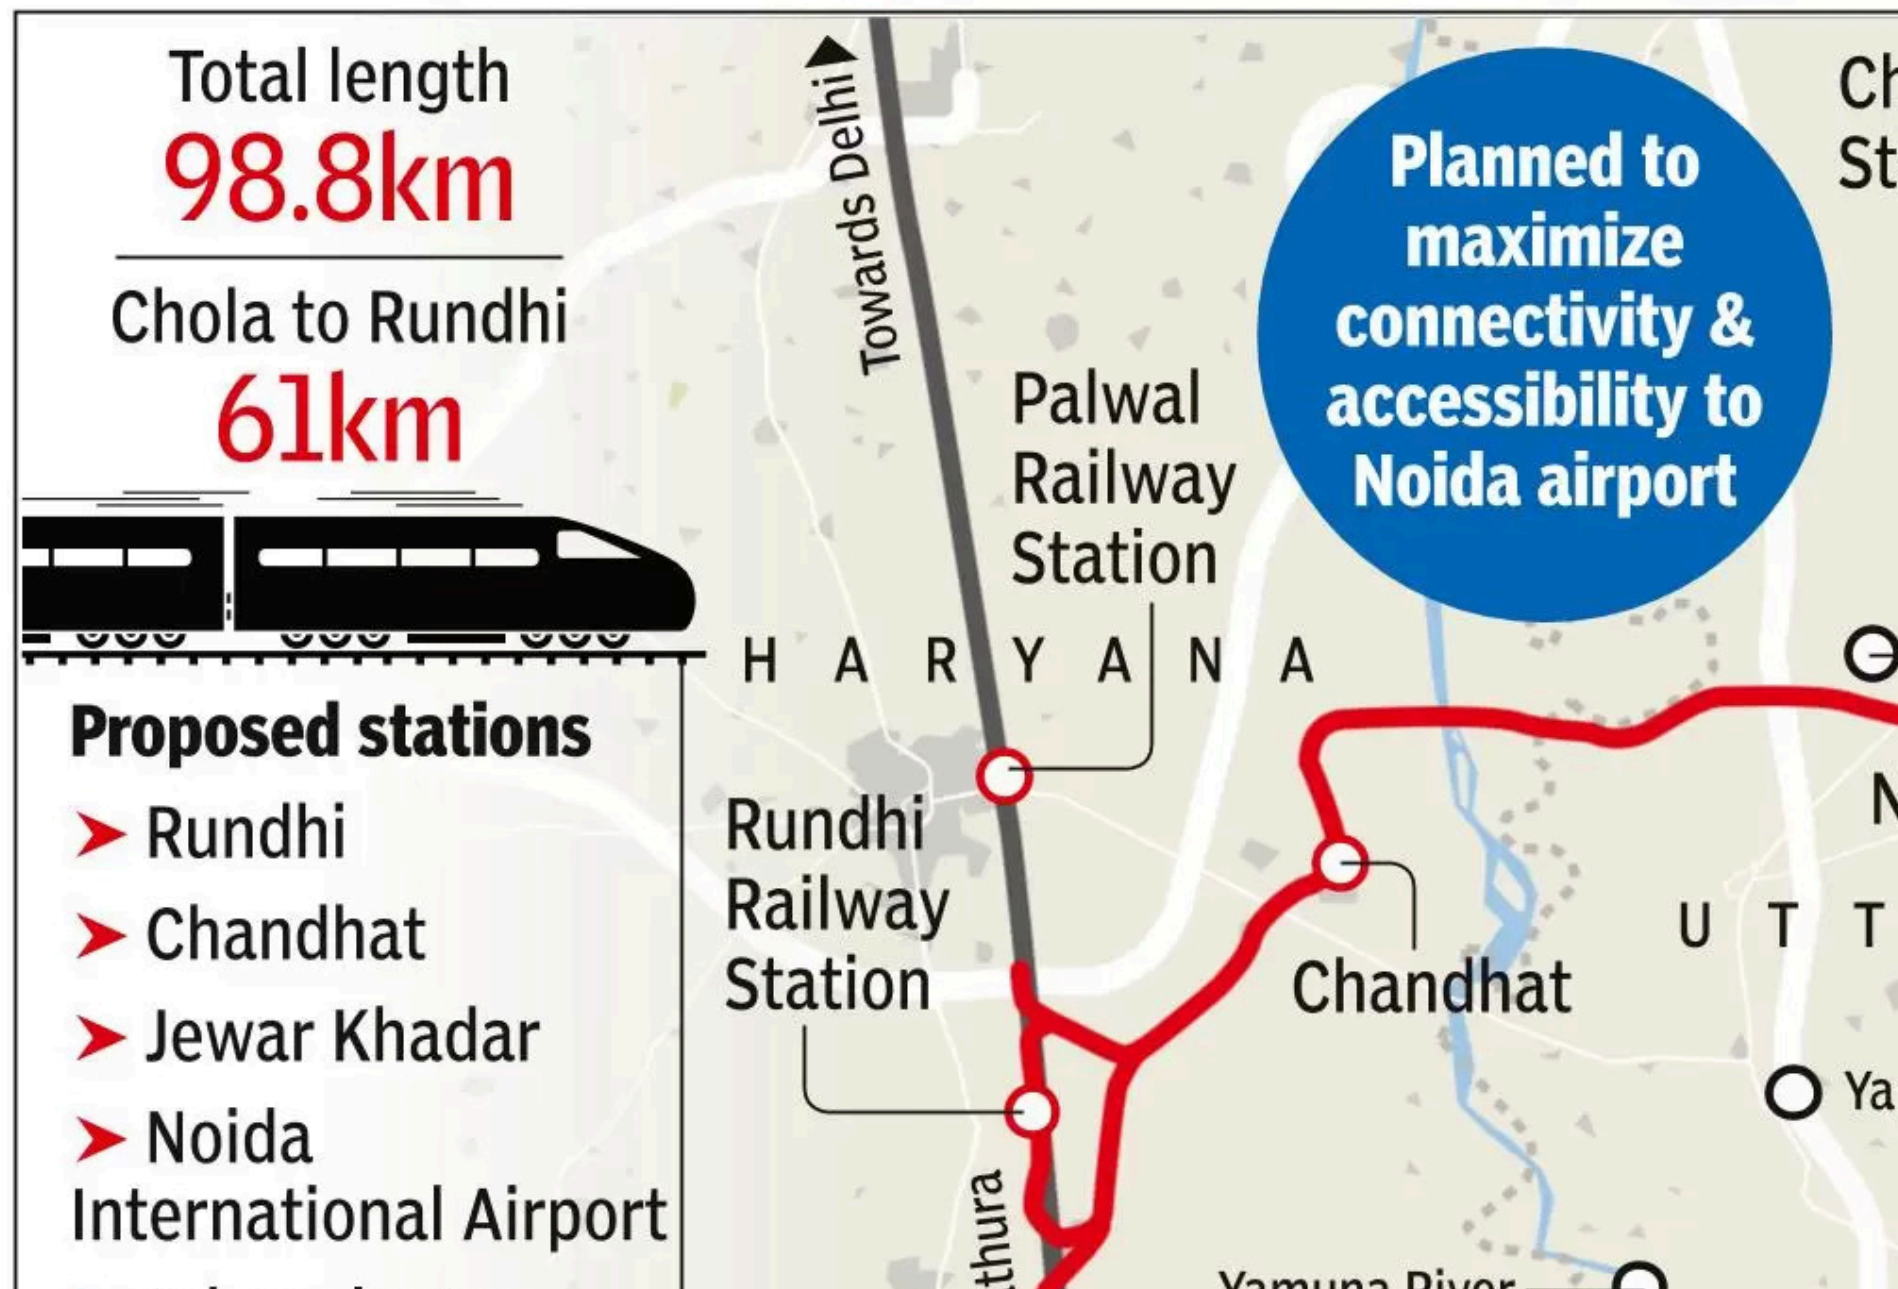 Total length
98.8km
Chola to Rundhi
61km
Proposed stations
Rundhi
Chandhat
Jewar Khadar
Noida
International Airport
Towards Delhi
Palwal
Railway
Station
HARYANA
Rundhi
Railway
Station
Chandhat
Planned to
maximize
connectivity &
accessibility to
Noida airport
Yamuna River